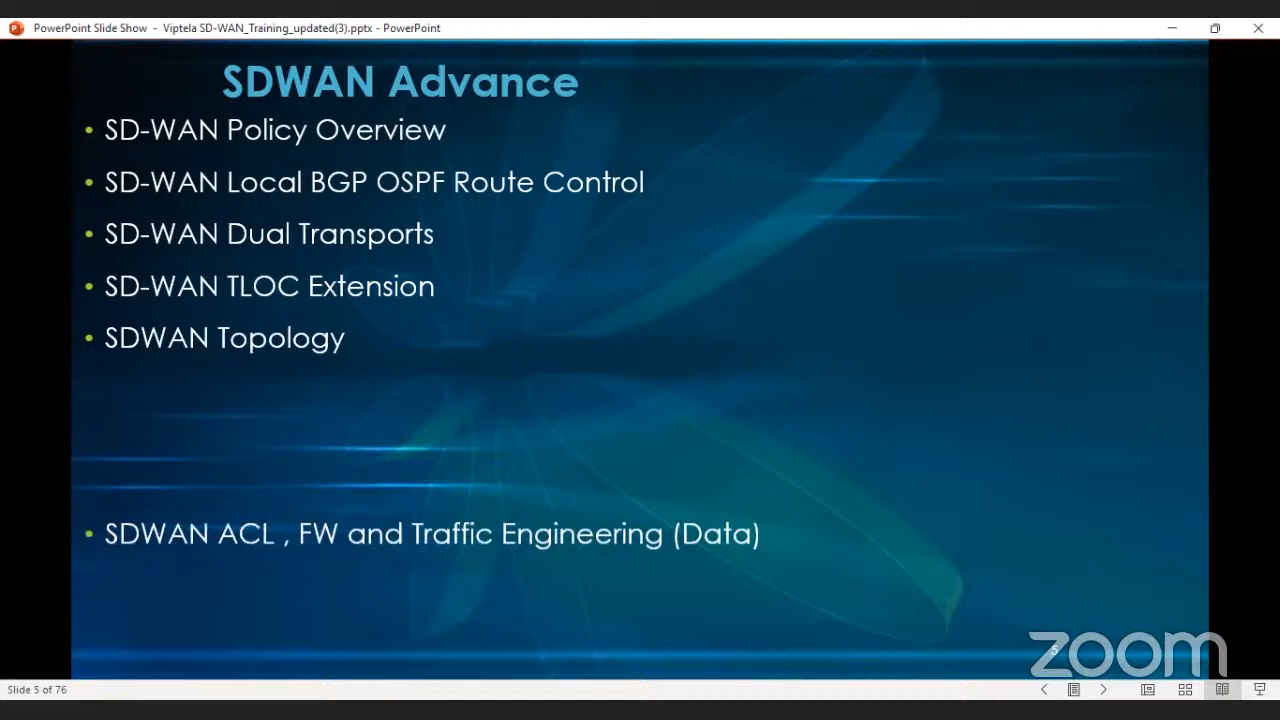 PowerPoint Slide Show - Viptela SD-WAN_Training_updated(3).pptx - PowerPoint
SDWAN Advance
• SD-WAN Policy Overview
• SD-WAN Local BGP OSPF Route Control
• SD-WAN Dual Transports
• SD-WAN TLOC Extension
• SDWAN Topology
• SDWAN ACL , FW and Traffic Engineering (Data)
5
zoom
Slide 5 of 76